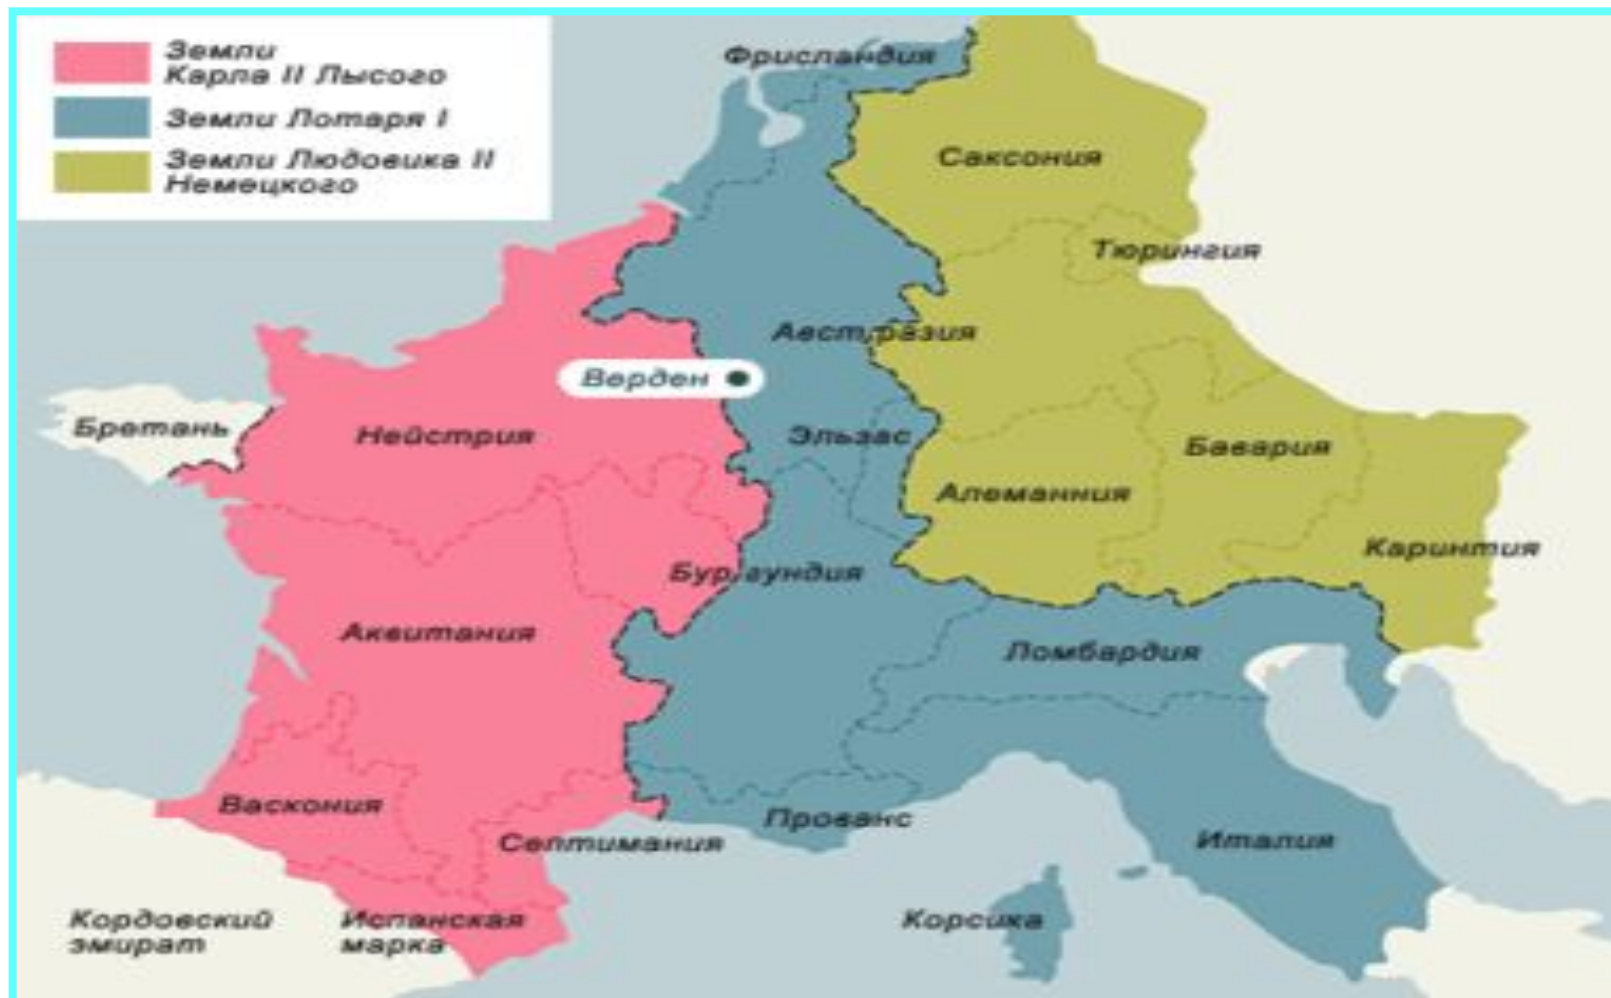 Земли
Карла II Лысого
Земли Лотаря I
Земли Людовика II
Немецкого
Фрисландия
Саксония
Тюрингия
Австразия
Верден
Бретань
Нейстрия
Эльзас
Бавария
Алеманния
Каринтия
Бургундия
Аквитания
Ломбардия
Васкония
Прованс
Септимания
Италия
Кордовский
эмират
Испанская
марка
Корсика